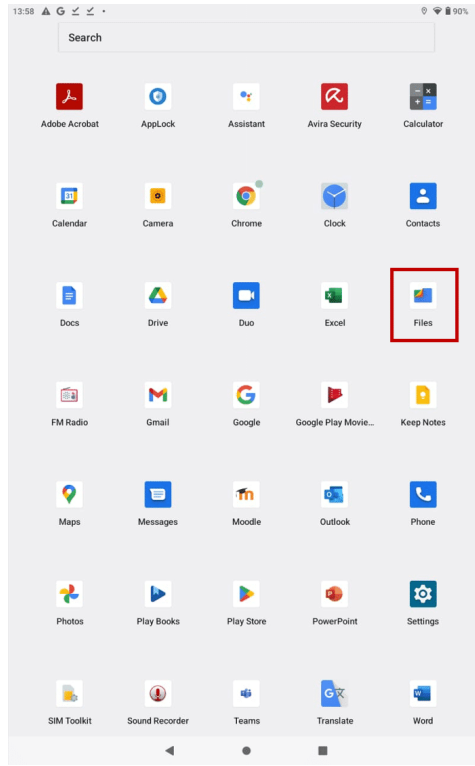 13:58 G 90%
Search
Adobe Acrobat AppLock Assistant Avira Security Calculator
31
Calendar Camera Chrome Clock Contacts
Docs Drive Duo Excel Files
FM Radio Gmail Google Google Play Movie... Keep Notes
Maps Messages Moodle Outlook Phone
Photos Play Books Play Store PowerPoint Settings
SIM Toolkit Sound Recorder Teams Translate Word